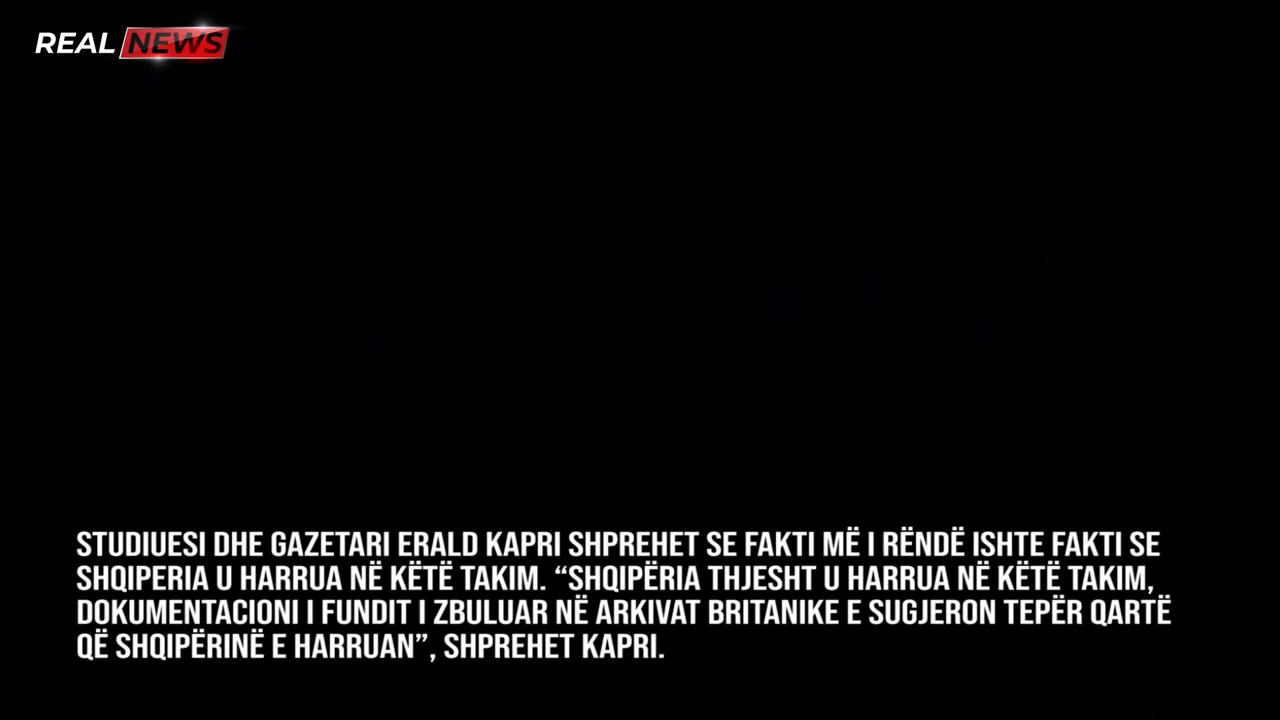 REAL NEWS
STUDIUESI DHE GAZETARI ERALD KAPRI SHPREHET SE FAKTI MË I RËNDË ISHTE FAKTI SE
SHQIPERIA U HARRUA NË KËTË TAKIM. “SHQIPËRIA THJESHT U HARRUA NË KËTË TAKIM,
DOKUMENTACIONI I FUNDIT I ZBULUAR NË ARKIVAT BRITANIKE E SUGJERON TEPËR QARTË
QË SHQIPËRINË E HARRUAN”, SHPREHET KAPRI.